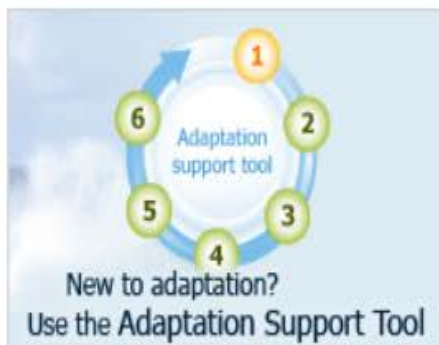 1
2
3
4
5
6
Adaptation
support tool
New to adaptation?
Use the Adaptation Support Tool